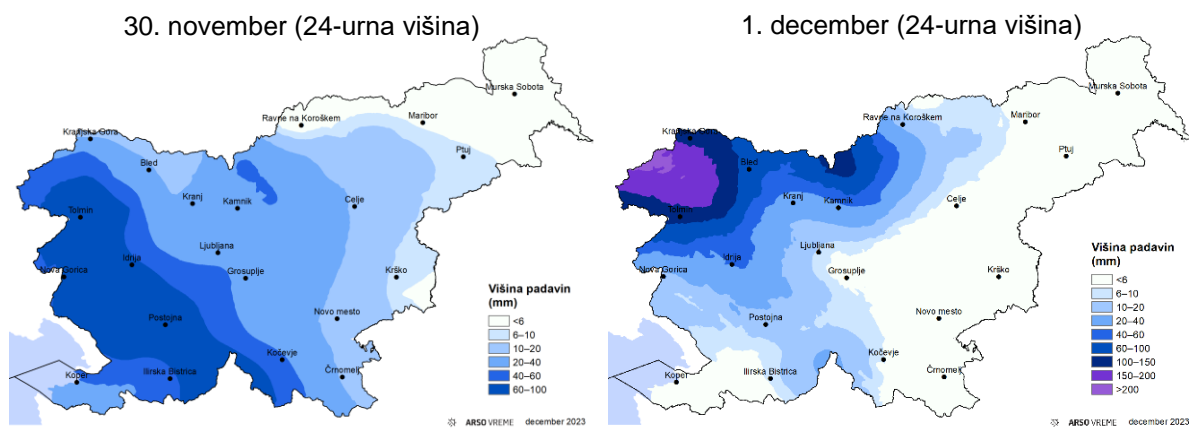 30. november (24-urna višina)
Murska Sobota
Ravne na Koroškem
Maribor
Kranjska Gora
Ptuj
Bled
Kranj
Kamnik
Celje
Tolmin
Ljubljana
Idrija
Grosuplje
Nova Gorica
Krško
Postojna
Novo mesto
Kočevje
Koper
Ilirska Bistrica
Črnomelj
Višina padavin
(mm)
<6
6–10
10–20
20–40
40–60
60–100
ARSO VREME december 2023
1. december (24-urna višina)
Murska Sobota
Ravne na Koroškem
Maribor
Kranjska Gora
Ptuj
Bled
Kranj
Kamnik
Celje
Tolmin
Ljubljana
Idrija
Grosuplje
Nova Gorica
Krško
Postojna
Novo mesto
Kočevje
Koper
Ilirska Bistrica
Črnomelj
Višina padavin
(mm)
<6
6–10
10–20
20–40
40–60
60–100
100–150
150–200
>200
ARSO VREME december 2023